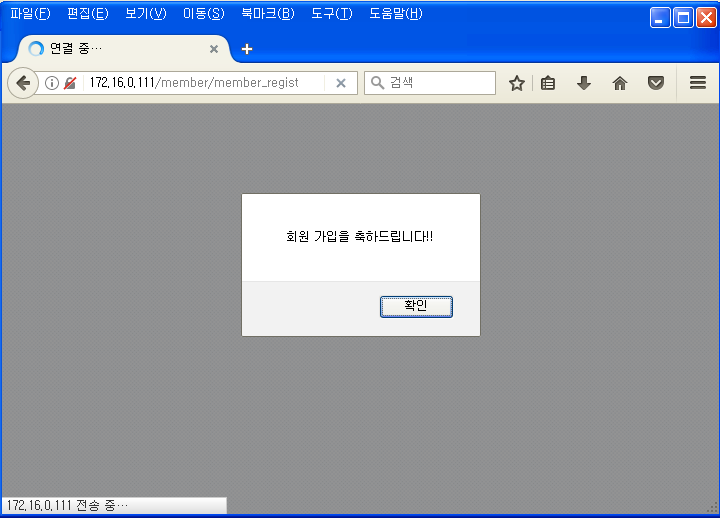 파일(F) 편집(E) 보기(V) 이동(S) 북마크(B) 도구(T) 도움말(H)
연결 중…
172.16.0.111/member/member_regist
검색
회원 가입을 축하드립니다!!
확인
172.16.0.111 전송 중…